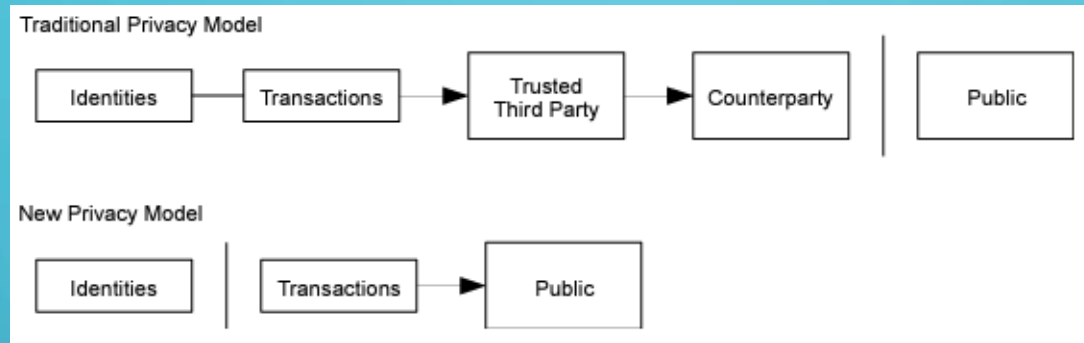 Traditional Privacy Model
Identities
Transactions
Trusted
Third Party
Counterparty
Public
New Privacy Model
Identities
Transactions
Public